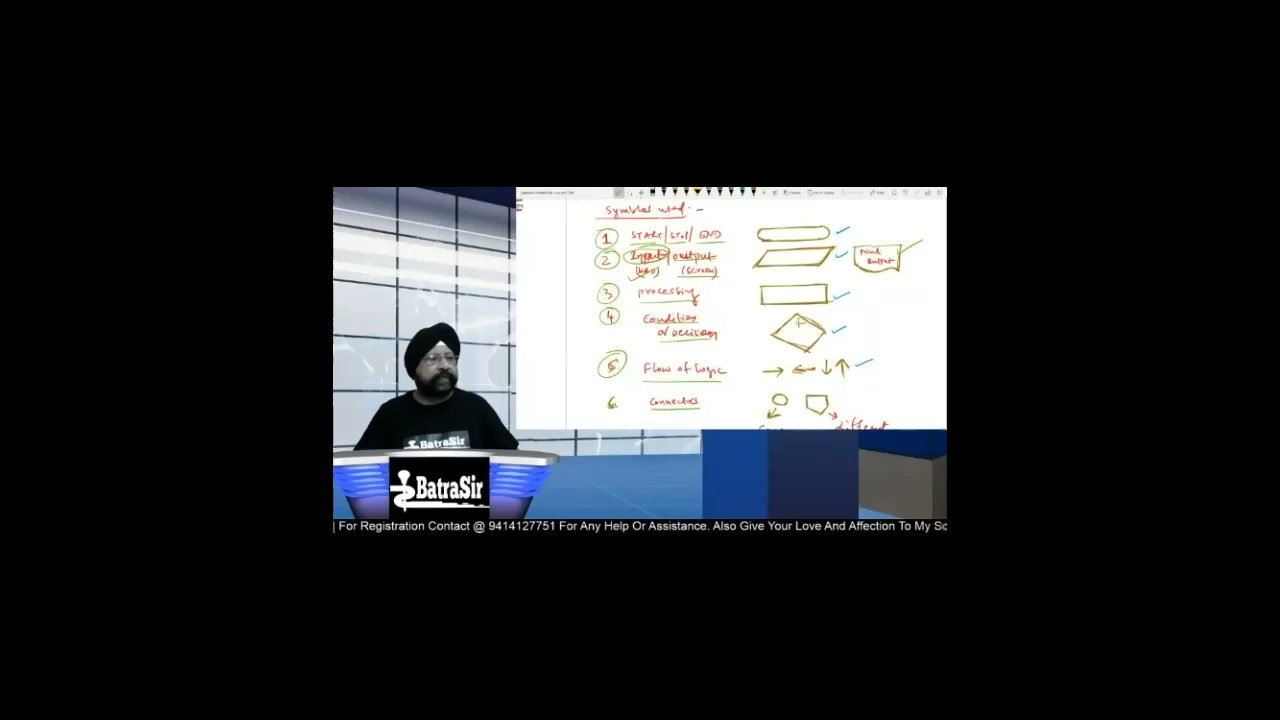 Symbols used:-
1 START/STOP/END
2 Input/output
(KBD) (Screen)
Print
Output
3 processing
4 Condition
or Decision
5 Flow of Logic
6 Connectors
different
BatraSir
BatraSir
| For Registration Contact @ 9414127751 For Any Help Or Assistance. Also Give Your Love And Affection To My Sc